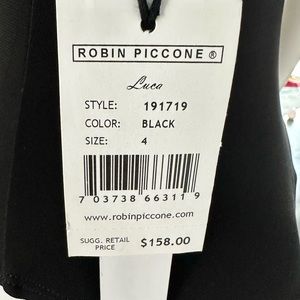 ROBIN PICCONE ®
Luca
STYLE: 191719
COLOR: BLACK
SIZE: 4
7 03738 66311 9
www.robinpiccone.com
SUGG. RETAIL
PRICE $158.00